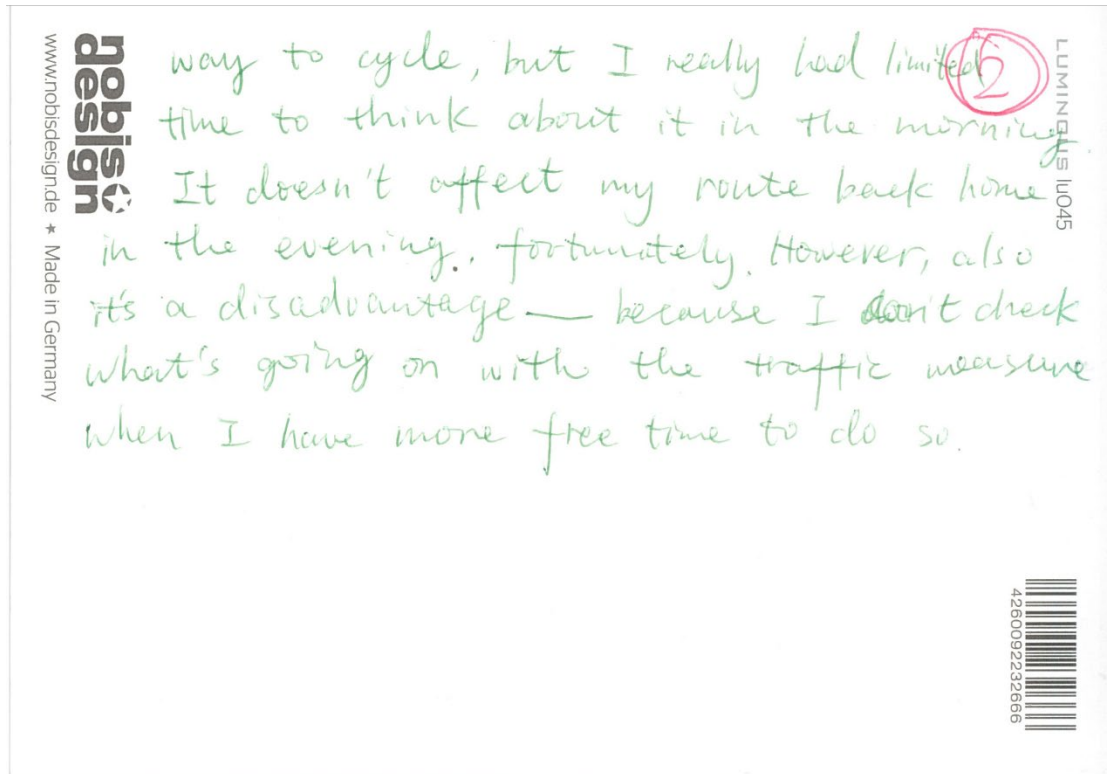 way to cycle, but I really had limited
time to think about it in the morning
It doesn't affect my route back home
in the evening, fortunately. However, also
it's a disadvantage — because I don't check
what's going on with the traffic measure
when I have more free time to do so.
2
nobis
design
www.nobisdesign.de ★ Made in Germany
LUMINOUS lu045
4260092232666